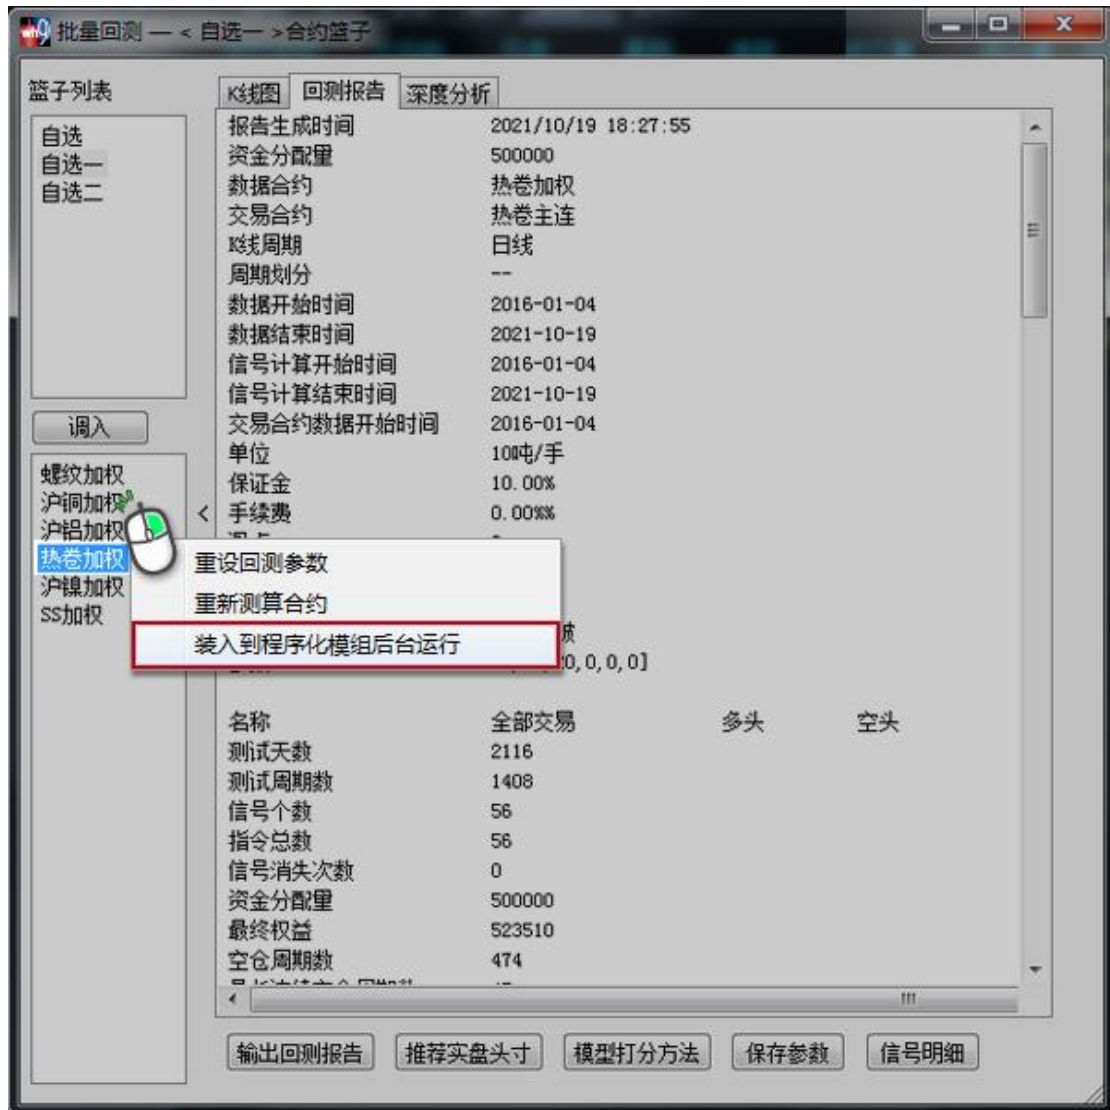 批量回测 — < 自选一 >合约篮子
篮子列表
自选
自选一
自选二
调入
螺纹加权
沪铜加权
沪铝加权
热卷加权
沪镍加权
SS加权
K线图 回测报告 深度分析
报告生成时间 2021/10/19 18:27:55
资金分配量 500000
数据合约 热卷加权
交易合约 热卷主连
K线周期 日线
周期划分 --
数据开始时间 2016-01-04
数据结束时间 2021-10-19
信号计算开始时间 2016-01-04
信号计算结束时间 2021-10-19
交易合约数据开始时间 2016-01-04
单位 10吨/手
保证金 10.00%
< 手续费 0.00%%
重设回测参数
重新测算合约
装入到程序化模组后台运行
0,0,0,0]
名称 全部交易 多头 空头
测试天数 2116
测试周期数 1408
信号个数 56
指令总数 56
信号消失次数 0
资金分配量 500000
最终权益 523510
空仓周期数 474
输出回测报告 推荐实盘头寸 模型打分方法 保存参数 信号明细